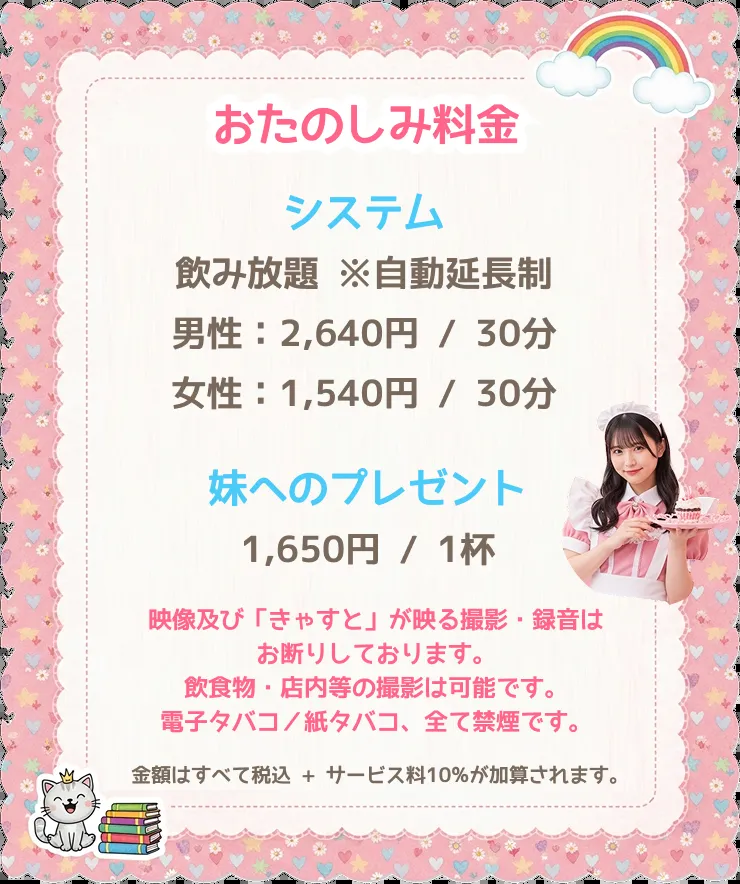 おたのしみ料金
システム
飲み放題 ※自動延長制
男性：2,640円 / 30分
女性：1,540円 / 30分
妹へのプレゼント
1,650円 / 1杯
映像及び「きゃすと」が映る撮影・録音は
お断りしております。
飲食物・店内等の撮影は可能です。
電子タバコ／紙タバコ、全て禁煙です。
金額はすべて税込 + サービス料10%が加算されます。